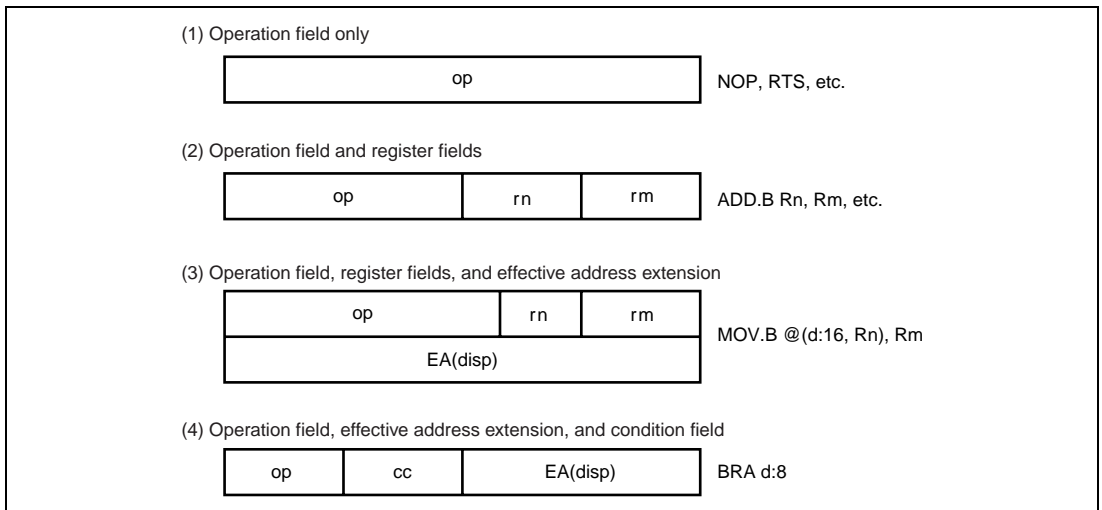 (1) Operation field only
op
NOP, RTS, etc.
(2) Operation field and register fields
op rn rm
ADD.B Rn, Rm, etc.
(3) Operation field, register fields, and effective address extension
op rn rm
EA(disp)
MOV.B @(d:16, Rn), Rm
(4) Operation field, effective address extension, and condition field
op cc EA(disp)
BRA d:8